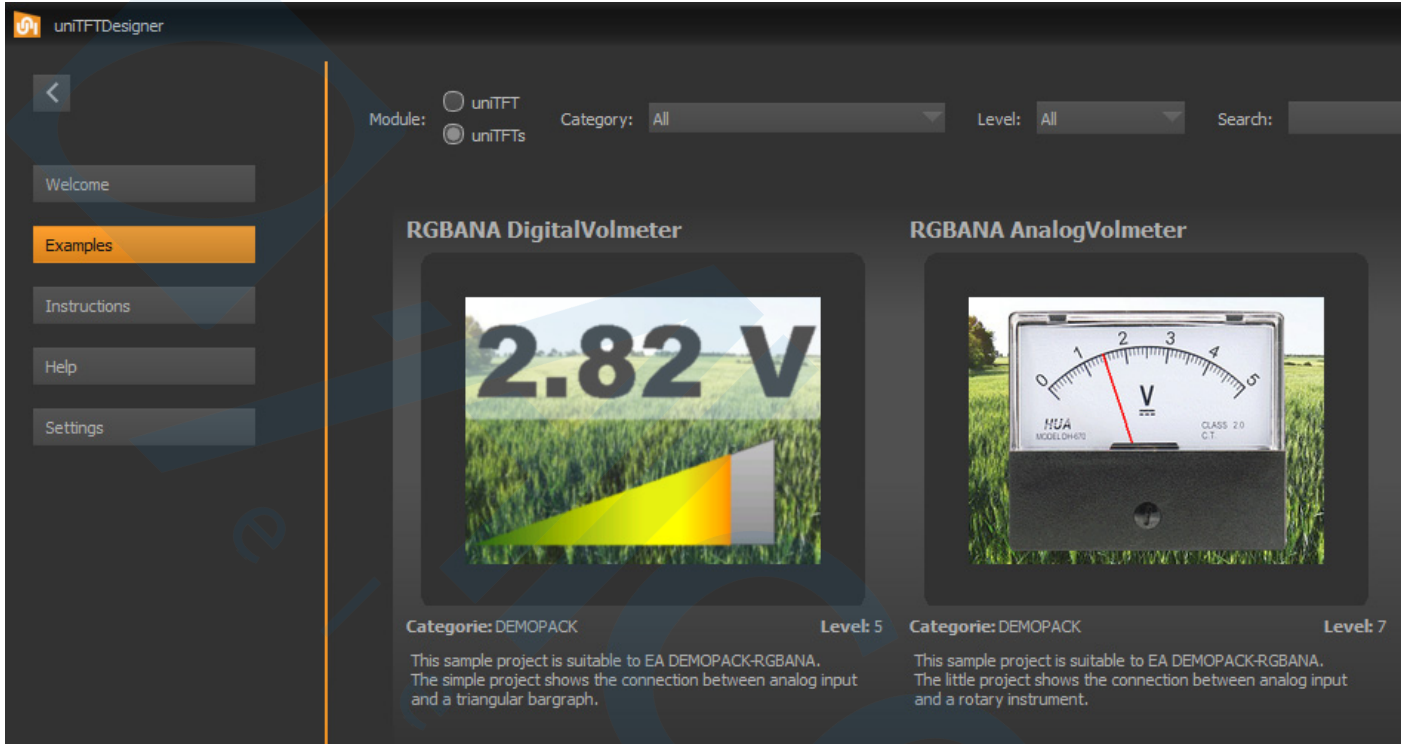 uniTFTDesigner
Module:
uniTFT
uniTFTs
Category: All
Level: All
Search:
Welcome
Examples
Instructions
Help
Settings
RGBANA DigitalVolmeter
2.82 V
Categorie: DEMOPACK Level: 5
This sample project is suitable to EA DEMOPACK-RGBANA.
The simple project shows the connection between analog input
and a triangular bargraph.
RGBANA AnalogVolmeter
0 1 2 3 4 5
V
HUA
MODEL DH-670
CLASS 2.0
C.T.
Categorie: DEMOPACK Level: 7
This sample project is suitable to EA DEMOPACK-RGBANA.
The little project shows the connection between analog input
and a rotary instrument.